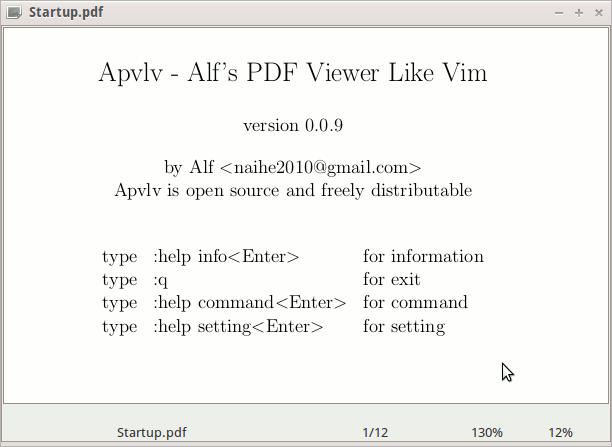 Startup.pdf
Apvlv - Alf's PDF Viewer Like Vim
version 0.0.9
by Alf <naihe2010@gmail.com>
Apvlv is open source and freely distributable
type :help info<Enter> for information
type :q for exit
type :help command<Enter> for command
type :help setting<Enter> for setting
Startup.pdf 1/12 130% 12%